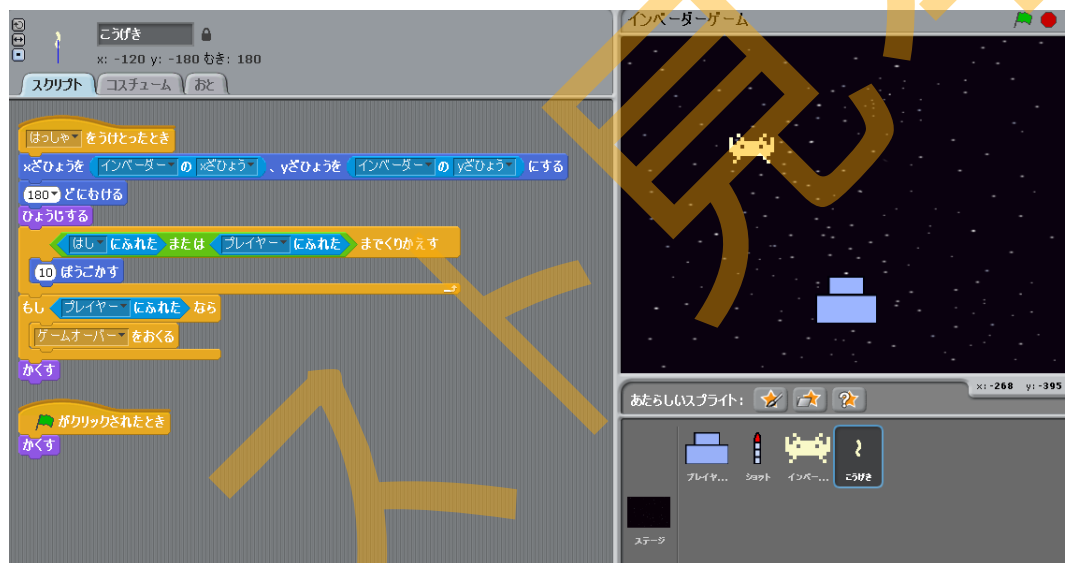 こうげき
x: -120 y: -180 むき: 180
スクリプト コスチューム おと
はっしゃ をうけとったとき
xざひょうを インベーダー の xざひょう 、yざひょうを インベーダー の yざひょう にする
180 どにむける
ひょうじする
はし にふれた または プレイヤー にふれた までくりかえす
10 ぽうごかす
もし プレイヤー にふれた なら
ゲームオーバー をおくる
かくす
がクリックされたとき
かくす
インベーダーゲーム
x: -268 y: -395
あたらしいスプライト:
プレイヤ... ショット インベー... こうげき
ステージ